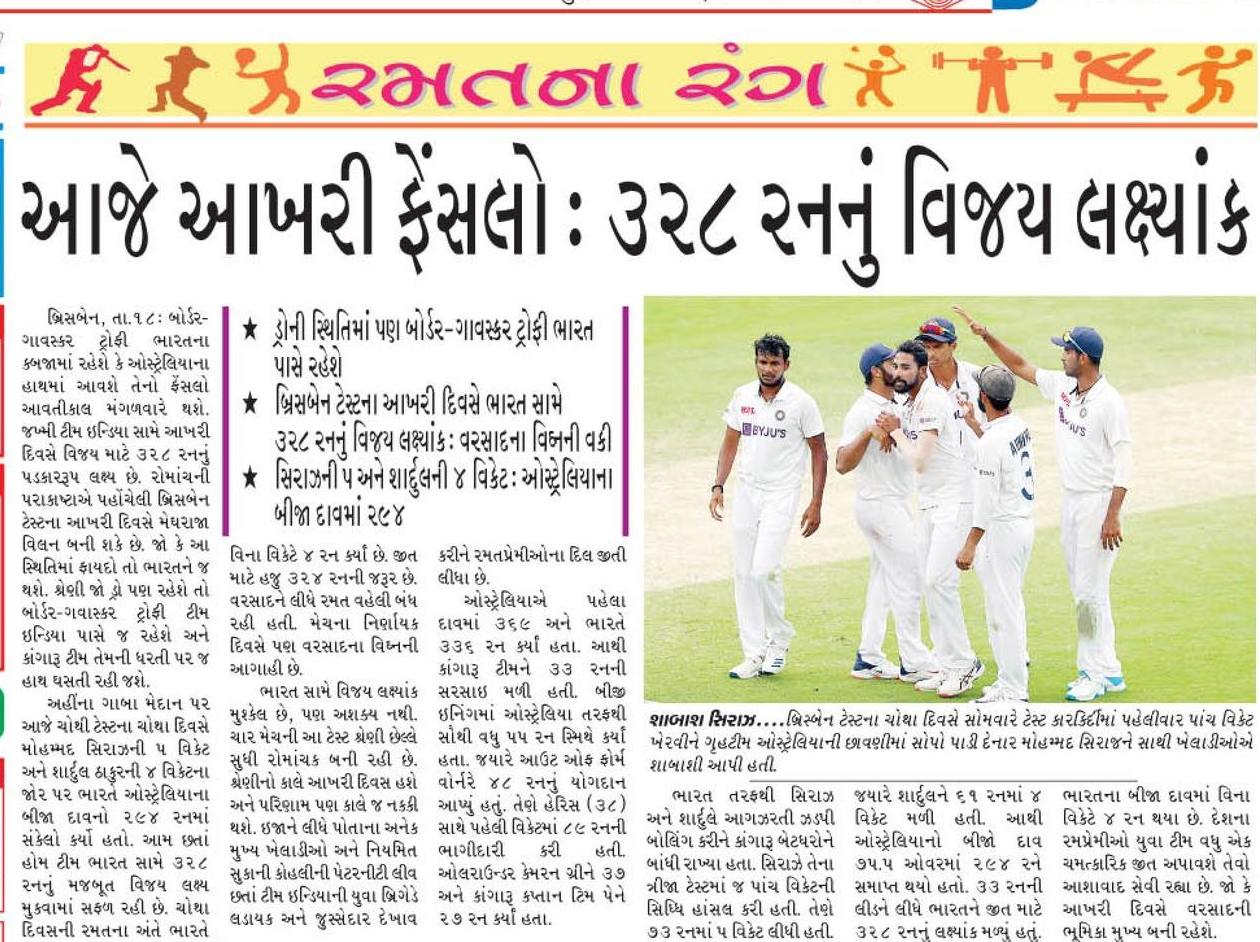 રમતના રંગ
આજે આખરી ફેંસલો : ૩૨૮ રનનું વિજય લક્ષ્યાંક
બ્રિસબેન, તા.૧૮ઃ બોર્ડર-
ગાવસ્કર ટ્રોફી ભારતના
કબજામાં રહેશે કે ઓસ્ટ્રેલિયાના
હાથમાં આવશે તેનો ફેંસલો
આવતીકાલ મંગળવારે થશે.
જખ્મી ટીમ ઇન્ડિયા સામે આખરી
દિવસે વિજય માટે ૩૨૮ રનનું
પડકારરૂપ લક્ષ્ય છે. રોમાંચની
પરાકાષ્ટાએ પહોંચેલી બ્રિસબેન
ટેસ્ટના આખરી દિવસે મેઘરાજા
વિલન બની શકે છે. જો કે આ
સ્થિતિમાં ફાયદો તો ભારતને જ
થશે. શ્રેણી જો ડ્રો પણ રહેશે તો
બોર્ડર-ગવાસ્કર ટ્રોફી ટીમ
ઇન્ડિયા પાસે જ રહેશે અને
કાંગારૂ ટીમ તેમની ધરતી પર જ
હાથ ઘસતી રહી જશે.
અહીંના ગાબા મેદાન પર
આજે ચોથી ટેસ્ટના ચોથા દિવસે
મોહમ્મદ સિરાઝની ૫ વિકેટ
અને શાર્દુલ ઠાકુરની ૪ વિકેટના
જોર પર ભારતે ઓસ્ટ્રેલિયાના
બીજા દાવનો ૨૯૪ રનમાં
સંકેલો કર્યો હતો. આમ છતાં
હોમ ટીમ ભારત સામે ૩૨૮
રનનું મજબૂત વિજય લક્ષ્ય
મુકવામાં સફળ રહી છે. ચોથા
દિવસની રમતના અંતે ભારતે
★ ડ્રોની સ્થિતિમાં પણ બોર્ડર-ગાવસ્કર ટ્રોફી ભારત
પાસે રહેશે
★ બ્રિસબેન ટેસ્ટના આખરી દિવસે ભારત સામે
૩૨૮ રનનું વિજય લક્ષ્યાંકઃ વરસાદના વિઘ્નની વકી
★ સિરાઝની ૫ અને શાર્દુલની ૪ વિકેટઃ ઓસ્ટ્રેલિયાના
બીજા દાવમાં ૨૯૪
વિના વિકેટે ૪ રન કર્યાં છે. જીત
માટે હજુ ૩૨૪ રનની જરૂર છે.
વરસાદને લીધે રમત વહેલી બંધ
રહી હતી. મેચના નિર્ણાયક
દિવસે પણ વરસાદના વિઘ્નની
આગાહી છે.
ભારત સામે વિજય લક્ષ્યાંક
મુશ્કેલ છે, પણ અશક્ય નથી.
ચાર મેચની આ ટેસ્ટ શ્રેણી છેલ્લે
સુધી રોમાંચક બની રહી છે.
શ્રેણીનો કાલે આખરી દિવસ હશે
અને પરિણામ પણ કાલે જ નકકી
થશે. ઇજાને લીધે પોતાના અનેક
મુખ્ય ખેલાડીઓ અને નિયમિત
સુકાની કોહલીની પેટરનીટી લીવ
છતાં ટીમ ઇન્ડિયાની યુવા બ્રિગેડે
લડાયક અને જુસ્સેદાર દેખાવ
કરીને રમતપ્રેમીઓના દિલ જીતી
લીધા છે.
ઓસ્ટ્રેલિયાએ પહેલા
દાવમાં ૩૬૯ અને ભારતે
૩૩૬ રન કર્યાં હતા. આથી
કાંગારૂ ટીમને ૩૩ રનની
સરસાઇ મળી હતી. બીજી
ઇનિંગમાં ઓસ્ટ્રેલિયા તરફથી
સૌથી વધુ ૫૫ રન સ્મિથે કર્યાં
હતા. જયારે આઉટ ઓફ ફોર્મ
વોર્નરે ૪૮ રનનું યોગદાન
આપ્યું હતું. તેણે હેરિસ (૩૮)
સાથે પહેલી વિકેટમાં ૮૯ રનની
ભાગીદારી કરી હતી.
ઓલરાઉન્ડર કેમરન ગ્રીને ૩૭
અને કાંગારૂ કપ્તાન ટિમ પેને
૨૭ રન કર્યાં હતા.
BYJU'S
શાબાશ સિરાઝ....બ્રિસ્બેન ટેસ્ટના ચોથા દિવસે સોમવારે ટેસ્ટ કારકિર્દીમાં પહેલીવાર પાંચ વિકેટ
ખેરવીને ગૃહટીમ ઓસ્ટ્રેલિયાની છાવણીમાં સોપો પાડી દેનાર મોહમ્મદ સિરાજને સાથી ખેલાડીઓએ
શાબાશી આપી હતી.
ભારત તરફથી સિરાઝ
અને શાર્દુલે આગઝરતી ઝડપી
બોલિંગ કરીને કાંગારૂ બેટધરોને
બાંધી રાખ્યા હતા. સિરાઝે તેના
ત્રીજા ટેસ્ટમાં જ પાંચ વિકેટની
સિધ્ધિ હાંસલ કરી હતી. તેણે
૭૩ રનમાં ૫ વિકેટ લીધી હતી.
જયારે શાર્દુલને ૬૧ રનમાં ૪
વિકેટ મળી હતી. આથી
ઓસ્ટ્રેલિયાનો બીજો દાવ
૭૫.૫ ઓવરમાં ૨૯૪ રને
સમાપ્ત થયો હતો. ૩૩ રનની
લીડને લીધે ભારતને જીત માટે
૩૨૮ રનનું લક્ષ્યાંક મળ્યું હતું.
ભારતના બીજા દાવમાં વિના
વિકેટે ૪ રન થયા છે. દેશના
રમપ્રેમીઓ યુવા ટીમ વધુ એક
ચમત્કારિક જીત અપાવશે તેવો
આશાવાદ સેવી રહ્યા છે. જો કે
આખરી દિવસે વરસાદની
ભૂમિકા મુખ્ય બની રહેશે.